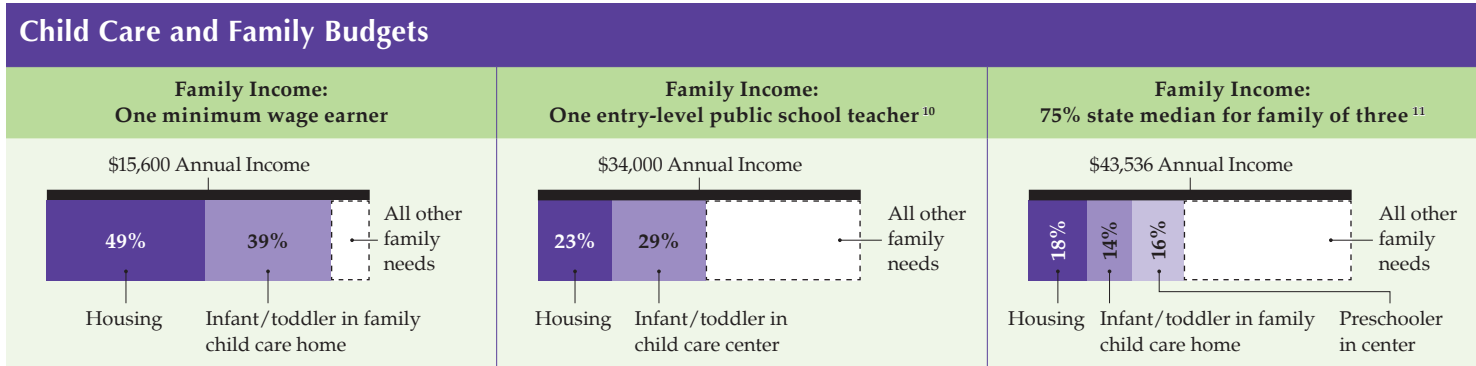 Child Care and Family Budgets
Family Income:
One minimum wage earner
$15,600 Annual Income
49%
39%
All other
family
needs
Housing
Infant/toddler in family
child care home
Family Income:
One entry-level public school teacher 10
$34,000 Annual Income
23%
29%
All other
family
needs
Housing
Infant/toddler in
child care center
Family Income:
75% state median for family of three 11
$43,536 Annual Income
18%
14%
16%
All other
family
needs
Housing
Infant/toddler in family
child care home
Preschooler
in center